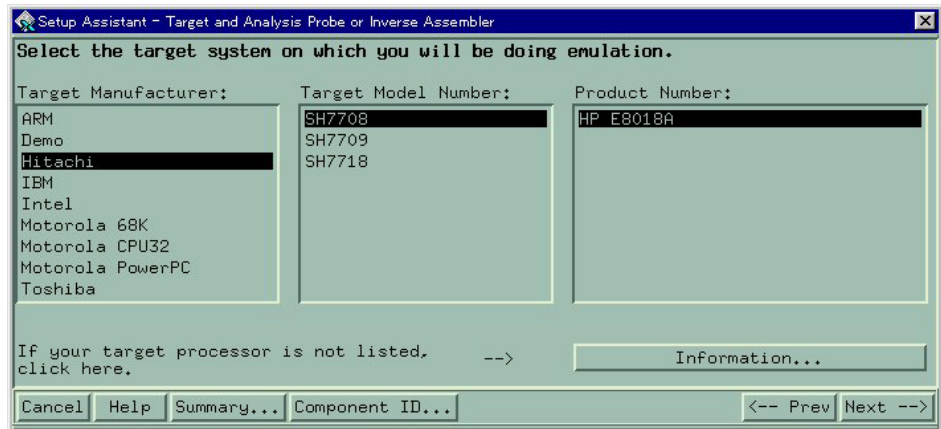 Setup Assistant - Target and Analysis Probe or Inverse Assembler
Select the target system on which you will be doing emulation.
Target Manufacturer:
ARM
Demo
Hitachi
IBM
Intel
Motorola 68K
Motorola CPU32
Motorola PowerPC
Toshiba
Target Model Number:
SH7708
SH7709
SH7718
Product Number:
HP E8018A
If your target processor is not listed,
click here.
-->
Information...
Cancel
Help
Summary...
Component ID...
<-- Prev
Next -->